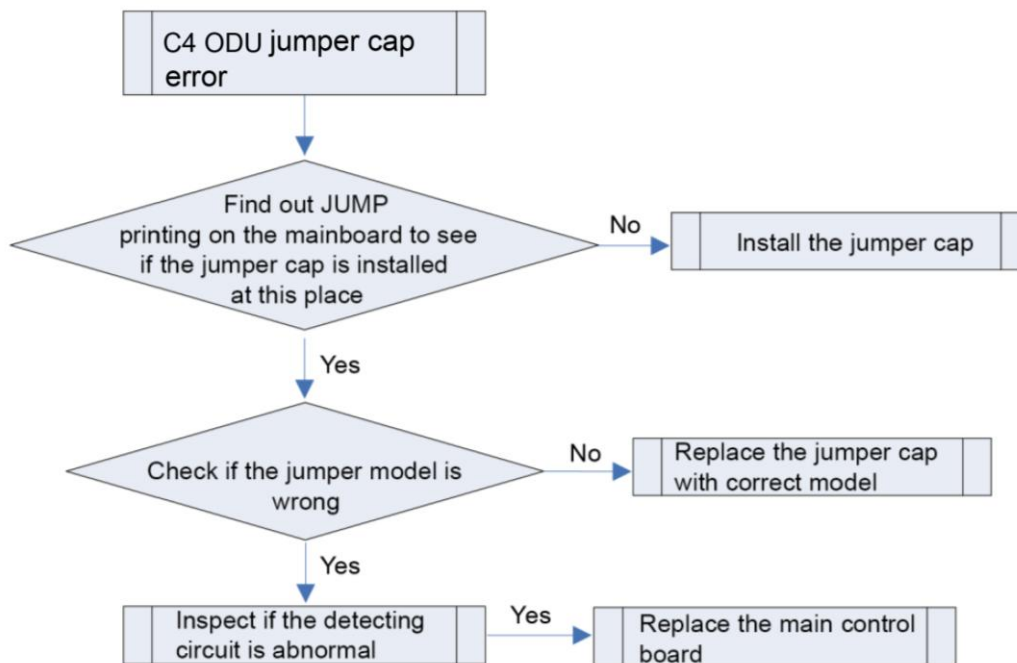 C4 ODU jumper cap
error
Find out JUMP
printing on the mainboard to see
if the jumper cap is installed
at this place
No
Install the jumper cap
Yes
Check if the jumper model is
wrong
No
Replace the jumper cap
with correct model
Yes
Inspect if the detecting
circuit is abnormal
Yes
Replace the main control
board